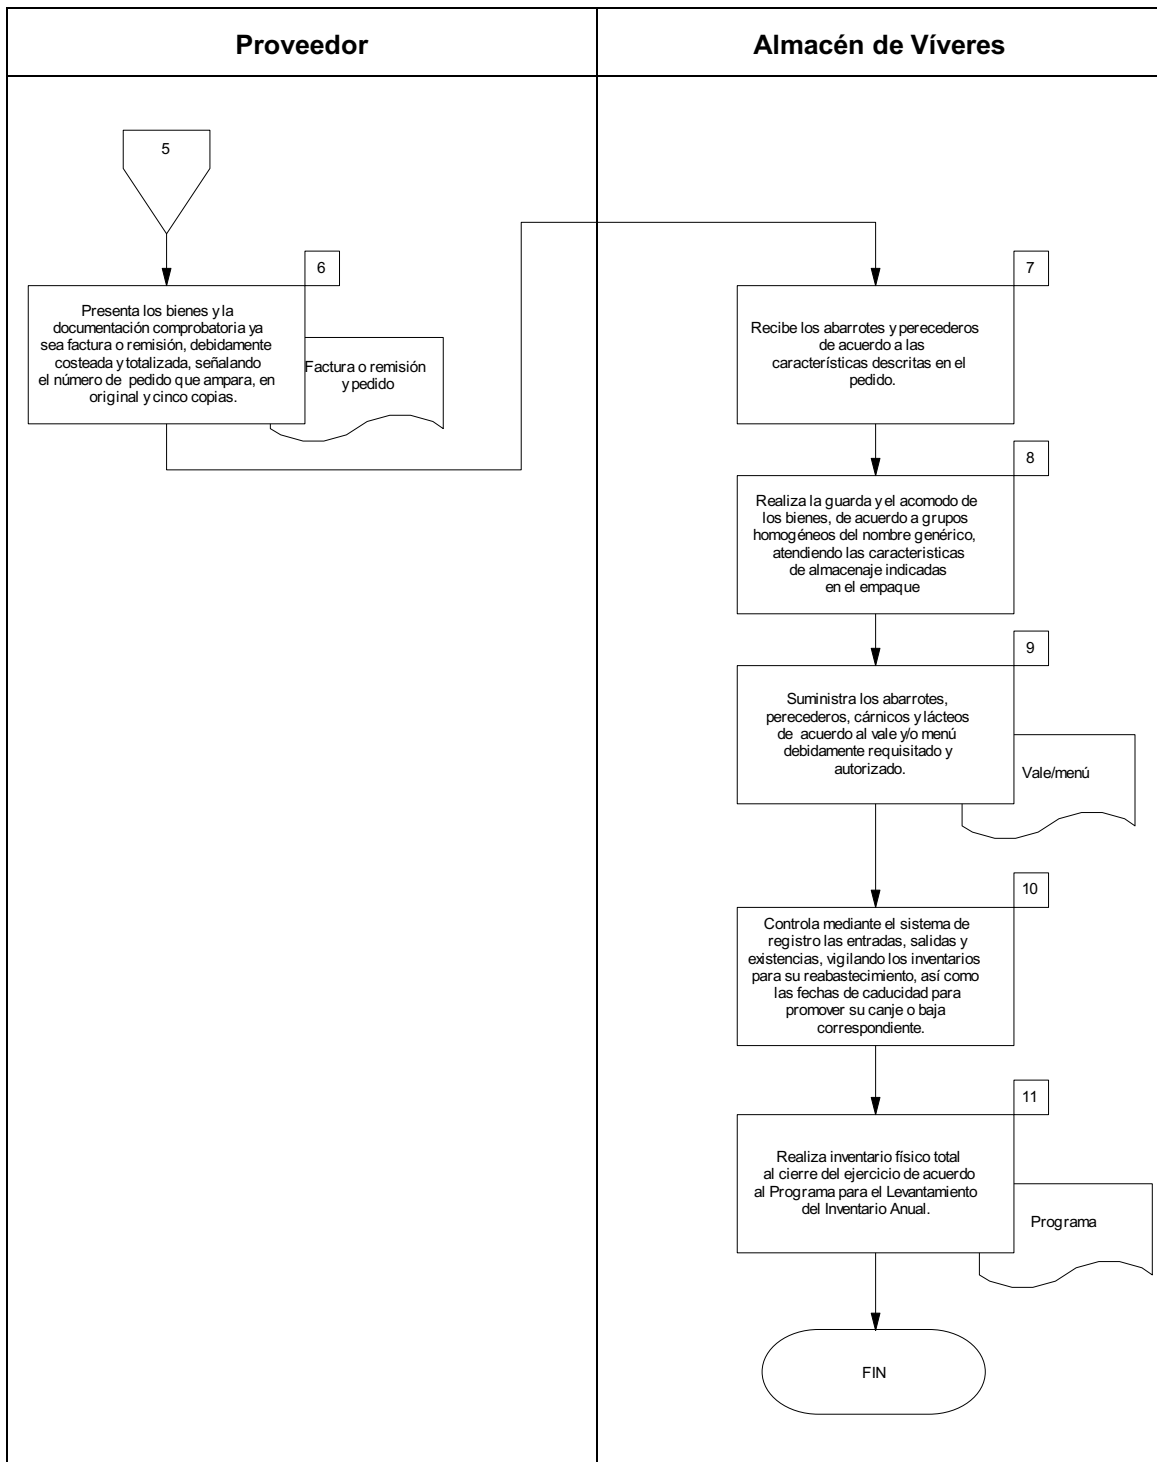 Proveedor
Almacén de Víveres
5
6
Presenta los bienes y la
documentación comprobatoria ya
sea factura o remisión, debidamente
costeada y totalizada, señalando
el número de pedido que ampara, en
original y cinco copias.
Factura o remisión
y pedido
7
Recibe los abarrotes y perecederos
de acuerdo a las
características descritas en el
pedido.
8
Realiza la guarda y el acomodo de
los bienes, de acuerdo a grupos
homogéneos del nombre genérico,
atendiendo las caracteristicas
de almacenaje indicadas
en el empaque
9
Suministra los abarrotes,
perecederos, cárnicos y lácteos
de acuerdo al vale y/o menú
debidamente requisitado y
autorizado.
Vale/menú
10
Controla mediante el sistema de
registro las entradas, salidas y
existencias, vigilando los inventarios
para su reabastecimiento, así como
las fechas de caducidad para
promover su canje o baja
correspondiente.
11
Realiza inventario físico total
al cierre del ejercicio de acuerdo
al Programa para el Levantamiento
del Inventario Anual.
Programa
FIN